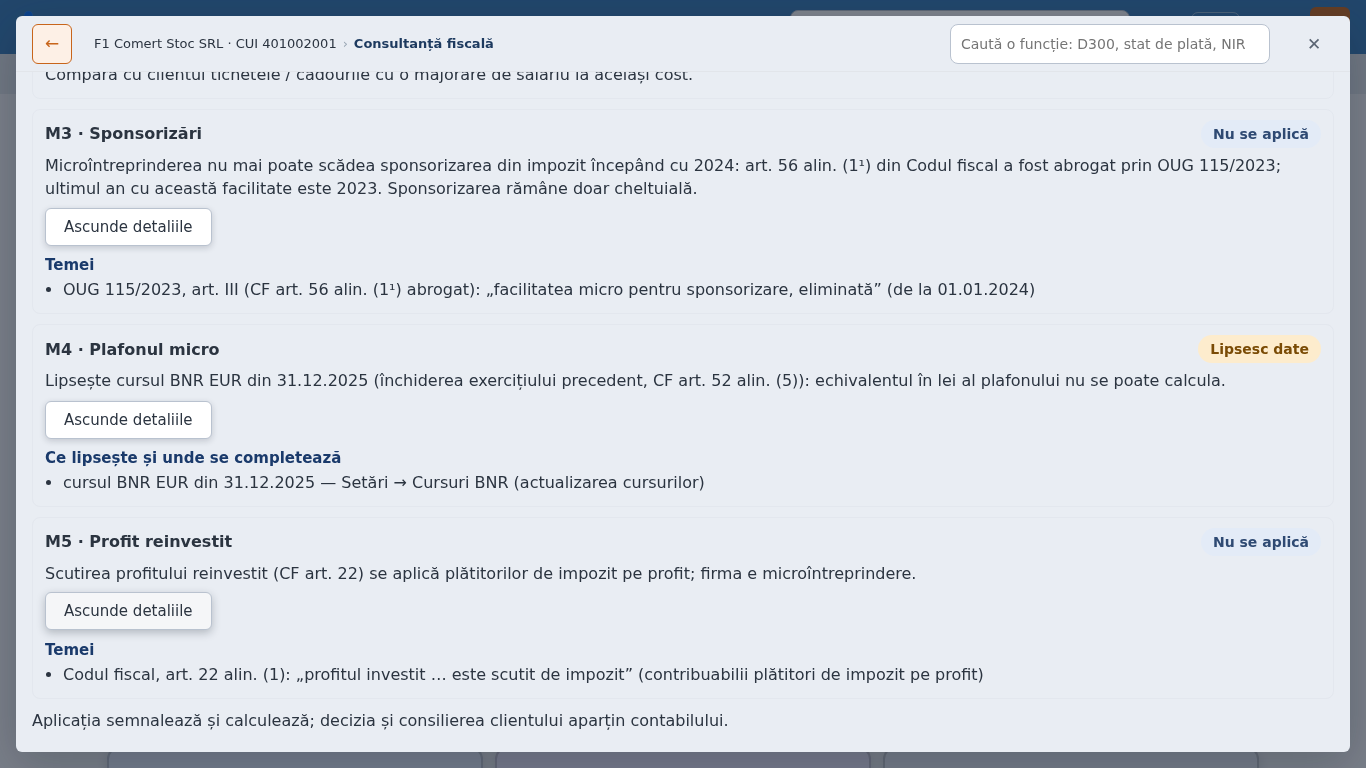 ←
F1 Comert Stoc SRL · CUI 401002001 › Consultanță fiscală
Caută o funcție: D300, stat de plată, NIR
✕
Compară cu clientul tichetele / cadourile cu o majorare de salariu la același cost.
M3 · Sponsorizări
Nu se aplică
Microîntreprinderea nu mai poate scădea sponsorizarea din impozit începând cu 2024: art. 56 alin. (1¹) din Codul fiscal a fost abrogat prin OUG 115/2023;
ultimul an cu această facilitate este 2023. Sponsorizarea rămâne doar cheltuială.
Ascunde detaliile
Temei
• OUG 115/2023, art. III (CF art. 56 alin. (1¹) abrogat): „facilitatea micro pentru sponsorizare, eliminată” (de la 01.01.2024)
M4 · Plafonul micro
Lipsesc date
Lipsește cursul BNR EUR din 31.12.2025 (închiderea exercițiului precedent, CF art. 52 alin. (5)): echivalentul în lei al plafonului nu se poate calcula.
Ascunde detaliile
Ce lipsește și unde se completează
• cursul BNR EUR din 31.12.2025 — Setări → Cursuri BNR (actualizarea cursurilor)
M5 · Profit reinvestit
Nu se aplică
Scutirea profitului reinvestit (CF art. 22) se aplică plătitorilor de impozit pe profit; firma e microîntreprindere.
Ascunde detaliile
Temei
• Codul fiscal, art. 22 alin. (1): „profitul investit … este scutit de impozit” (contribuabilii plătitori de impozit pe profit)
Aplicația semnalează și calculează; decizia și consilierea clientului aparțin contabilului.